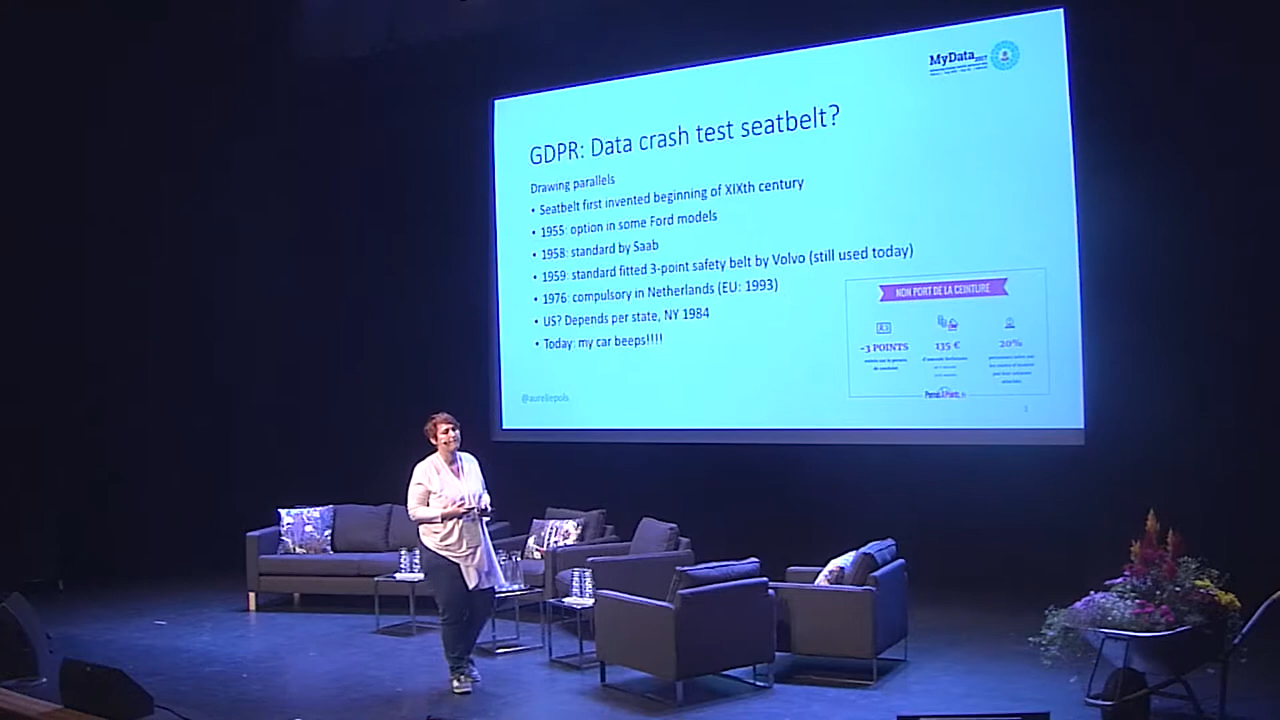 MyData 2017
GDPR: Data crash test seatbelt?
Drawing parallels
• Seatbelt first invented beginning of XIXth century
• 1955: option in some Ford models
• 1958: standard by Saab
• 1959: standard fitted 3-point safety belt by Volvo (still used today)
• 1976: compulsory in Netherlands (EU: 1993)
• US? Depends per state, NY 1984
• Today: my car beeps!!!!
NON PORT DE LA CEINTURE
-3 POINTS
135 €
20%
@aureliepols